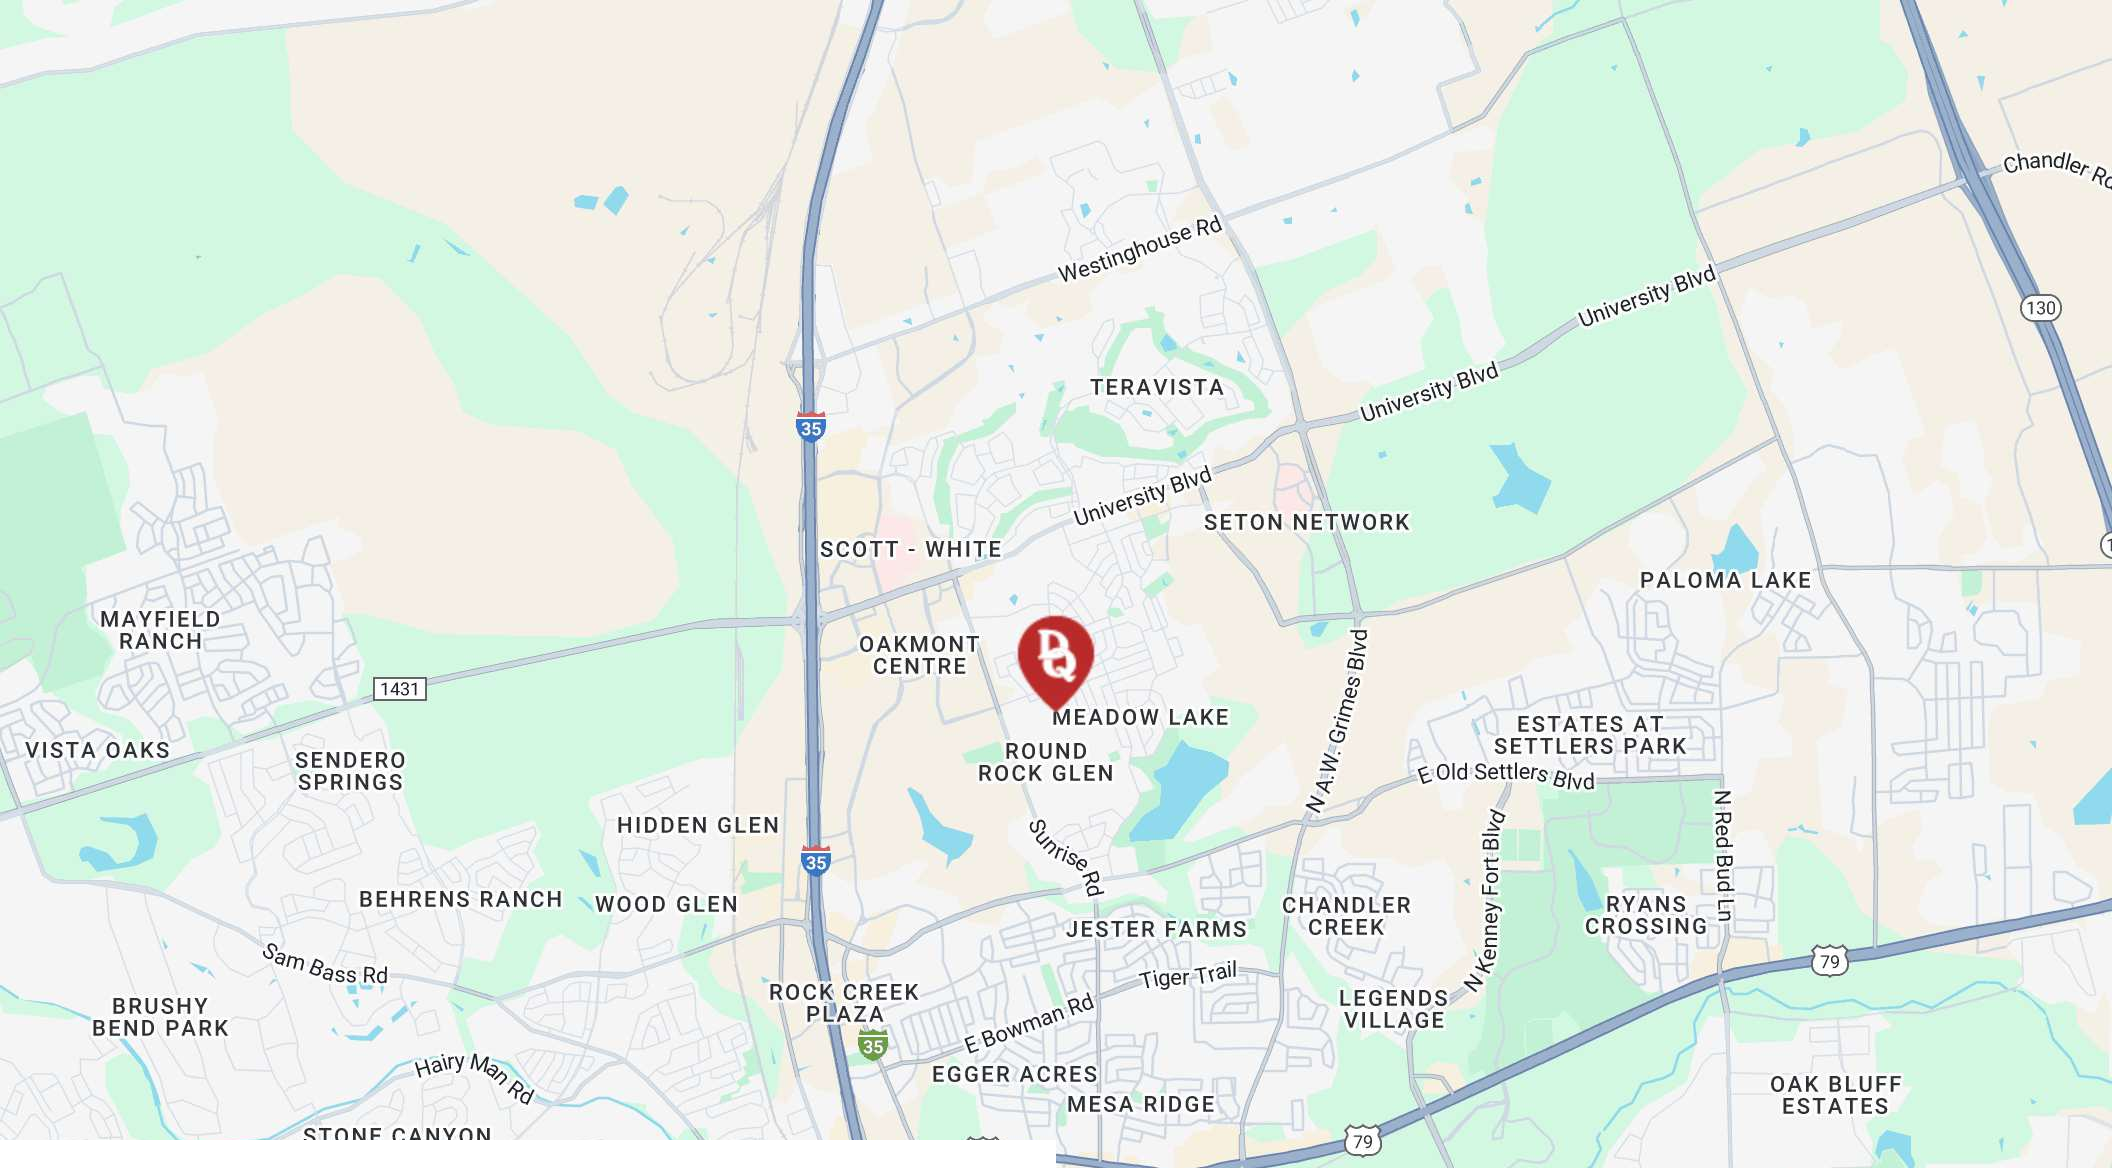 Chandler Rd
Westinghouse Rd
University Blvd
130
University Blvd
TERAVISTA
35
University Blvd
SETON NETWORK
SCOTT - WHITE
PALOMA LAKE
MAYFIELD
RANCH
OAKMONT
CENTRE
DQ
1431
N A.W. Grimes Blvd
MEADOW LAKE
ESTATES AT
SETTLERS PARK
VISTA OAKS
SENDERO
SPRINGS
ROUND
ROCK GLEN
E Old Settlers Blvd
HIDDEN GLEN
Sunrise Rd
N Kenney Fort Blvd
N Red Bud Ln
35
BEHRENS RANCH
WOOD GLEN
CHANDLER
CREEK
RYANS
CROSSING
JESTER FARMS
Sam Bass Rd
Tiger Trail
79
ROCK CREEK
PLAZA
LEGENDS
VILLAGE
BRUSHY
BEND PARK
E Bowman Rd
35
Hairy Man Rd
EGGER ACRES
MESA RIDGE
OAK BLUFF
ESTATES
STONE CANYON
79